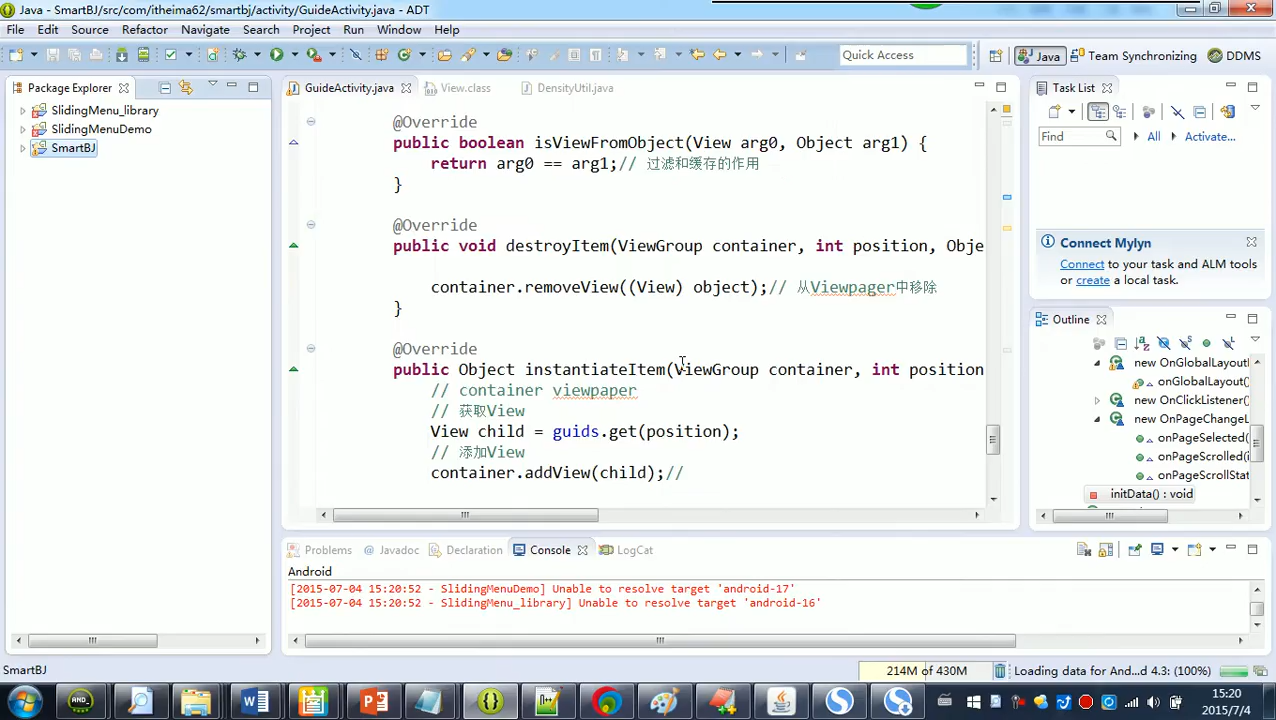 Java - SmartBJ/src/com/itheima62/smartbj/activity/GuideActivity.java - ADT
File Edit Source Refactor Navigate Search Project Run Window Help
Quick Access
Java
Team Synchronizing
DDMS
Package Explorer
SlidingMenu_library
SlidingMenuDemo
SmartBJ
GuideActivity.java
View.class
DensityUtil.java
@Override
public boolean isViewFromObject(View arg0, Object arg1) {
return arg0 == arg1;// 过滤和缓存的作用
}
@Override
public void destroyItem(ViewGroup container, int position, Obje
container.removeView((View) object);// 从Viewpager中移除
}
@Override
public Object instantiateItem(ViewGroup container, int position
// container viewpaper
// 获取View
View child = guids.get(position);
// 添加View
container.addView(child);//
Task List
Find
All
Activate...
Connect Mylyn
Connect to your task and ALM tools
or create a local task.
Outline
new OnGlobalLayoutl
onGlobalLayout()
new OnClickListener()
new OnPageChangeL
onPageSelected(
onPageScrolled(i
onPageScrollStat
initData() : void
Problems
Javadoc
Declaration
Console
LogCat
Android
[2015-07-04 15:20:52 - SlidingMenuDemo] Unable to resolve target 'android-17'
[2015-07-04 15:20:52 - SlidingMenu_library] Unable to resolve target 'android-16'
SmartBJ
214M of 430M
Loading data for And...d 4.3: (100%)
15:20
2015/7/4